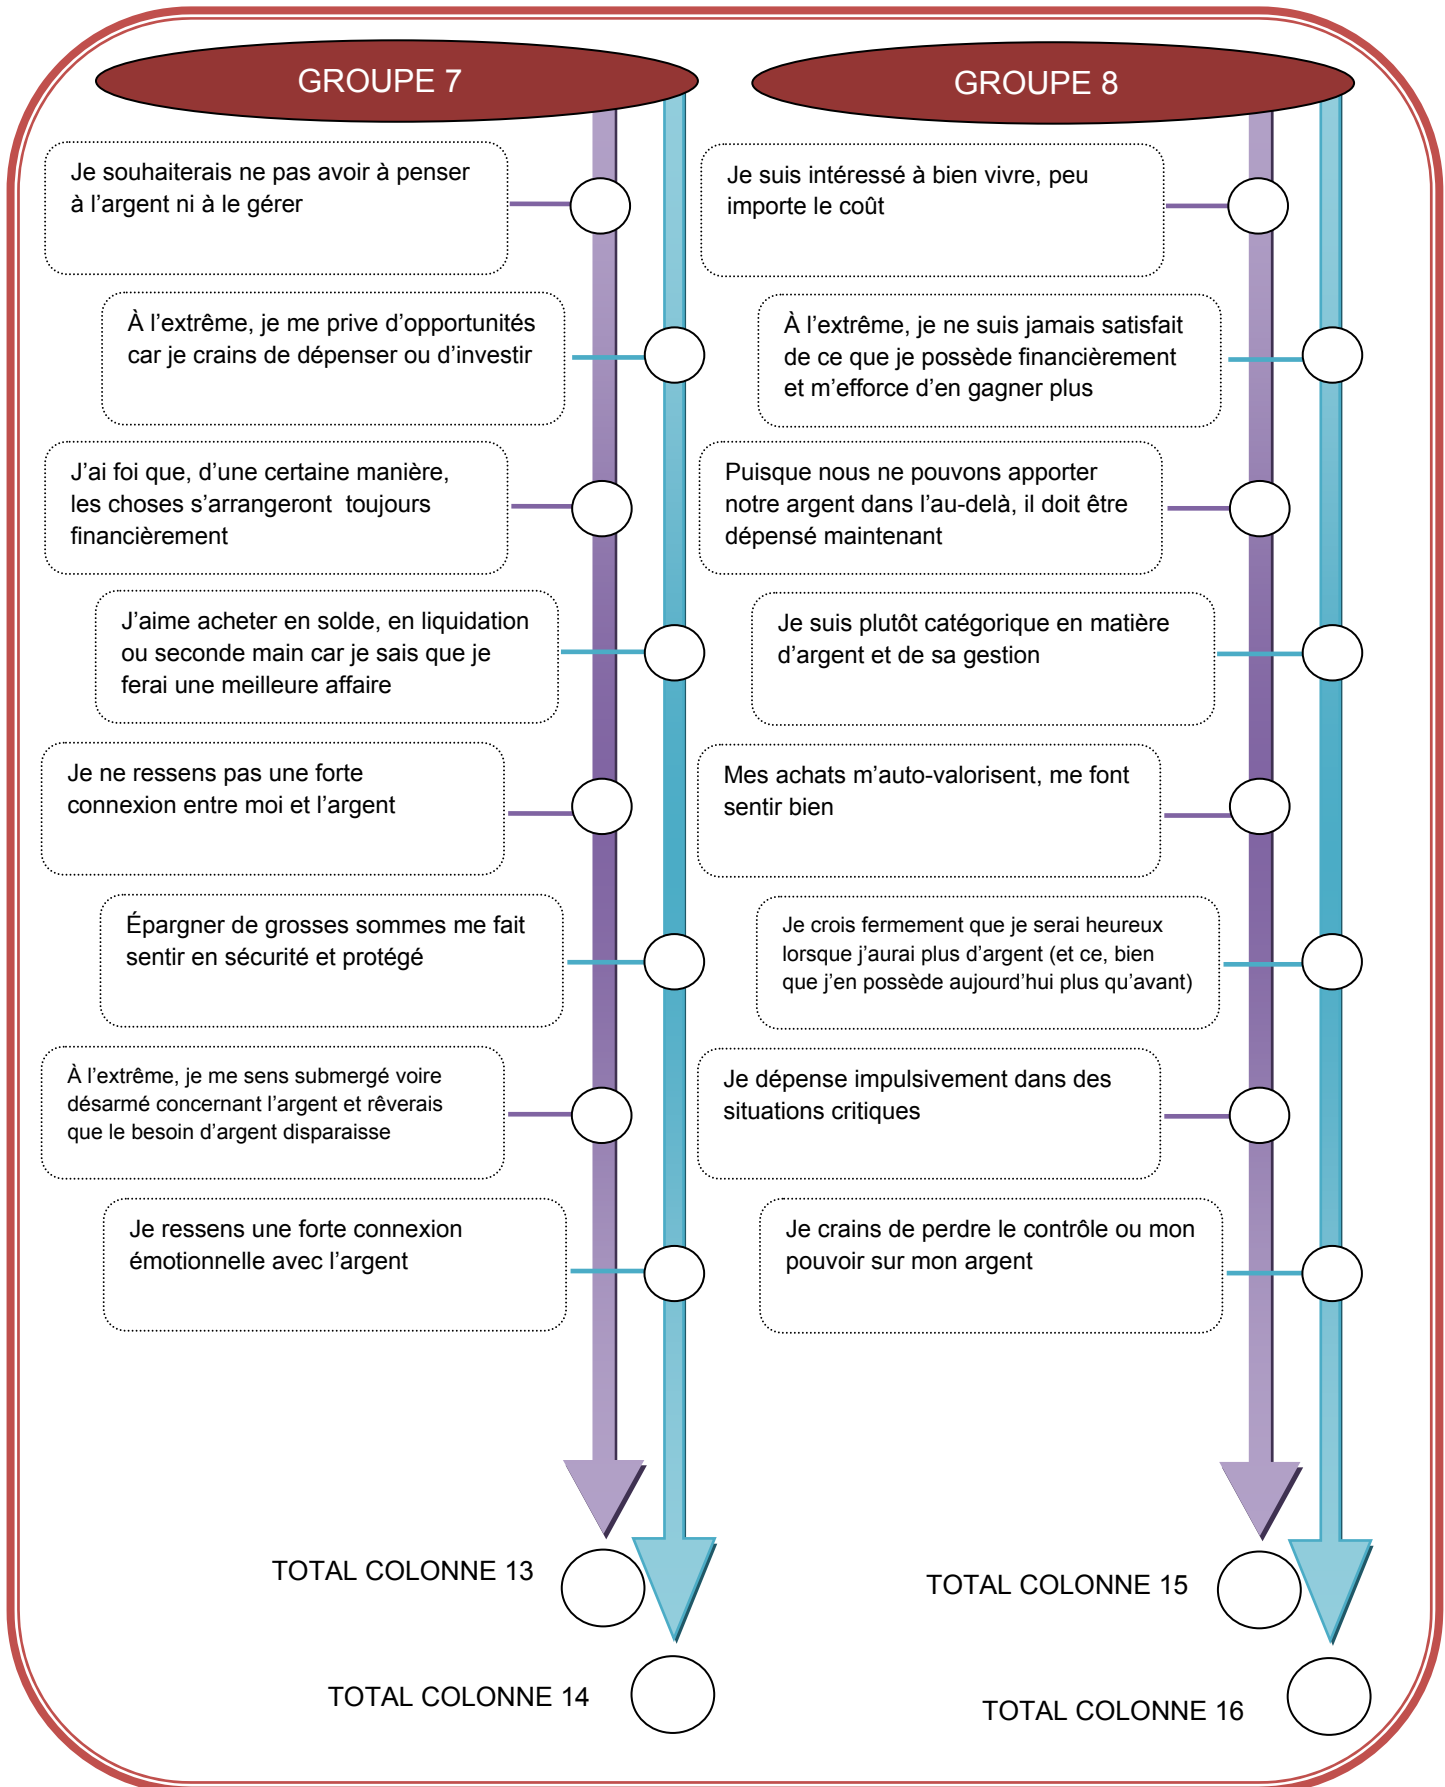 GROUPE 7
Je souhaiterais ne pas avoir à penser
à l’argent ni à le gérer
À l’extrême, je me prive d’opportunités
car je crains de dépenser ou d’investir
J’ai foi que, d’une certaine manière,
les choses s’arrangeront  toujours
financièrement
J’aime acheter en solde, en liquidation
ou seconde main car je sais que je
ferai une meilleure affaire
Je ne ressens pas une forte
connexion entre moi et l’argent
Épargner de grosses sommes me fait
sentir en sécurité et protégé
À l’extrême, je me sens submergé voire
désarmé concernant l’argent et rêverais
que le besoin d’argent disparaisse
Je ressens une forte connexion
émotionnelle avec l’argent
TOTAL COLONNE 13
TOTAL COLONNE 14
GROUPE 8
Je suis intéressé à bien vivre, peu
importe le coût
À l’extrême, je ne suis jamais satisfait
de ce que je possède financièrement
et m’efforce d’en gagner plus
Puisque nous ne pouvons apporter
notre argent dans l’au-delà, il doit être
dépensé maintenant
Je suis plutôt catégorique en matière
d’argent et de sa gestion
Mes achats m’auto-valorisent, me font
sentir bien
Je crois fermement que je serai heureux
lorsque j’aurai plus d’argent (et ce, bien
que j’en possède aujourd’hui plus qu’avant)
Je dépense impulsivement dans des
situations critiques
Je crains de perdre le contrôle ou mon
pouvoir sur mon argent
TOTAL COLONNE 15
TOTAL COLONNE 16